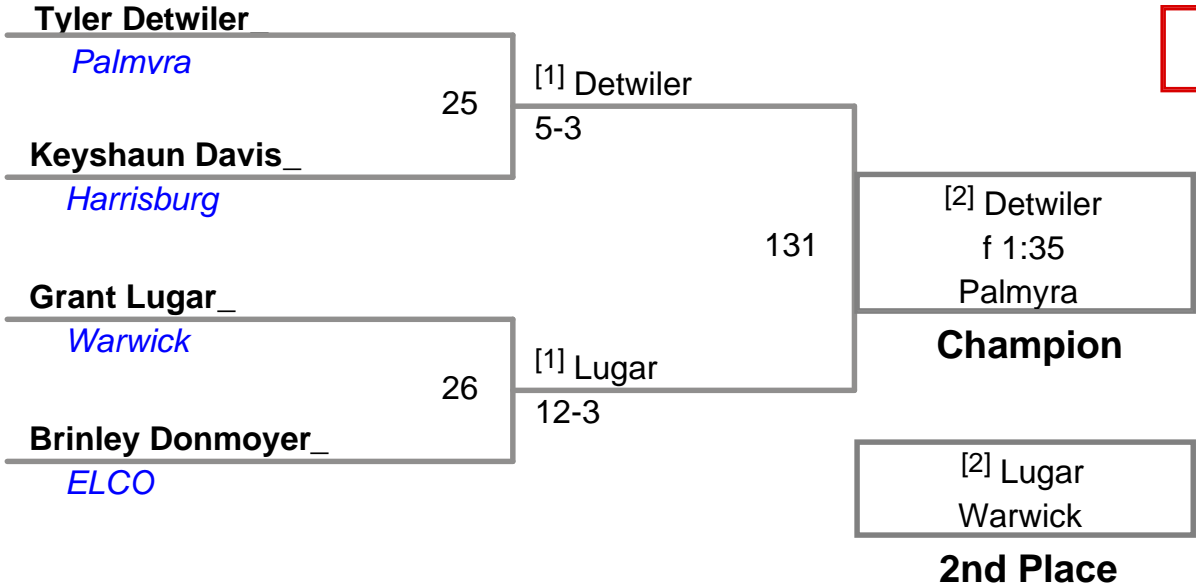 Tyler Detwiler_
Palmyra
25
[1] Detwiler
5-3
Keyshaun Davis_
Harrisburg
131
[2] Detwiler
f 1:35
Palmyra
Champion
Grant Lugar_
Warwick
26
[1] Lugar
12-3
Brinley Donmoyer_
ELCO
[2] Lugar
Warwick
2nd Place